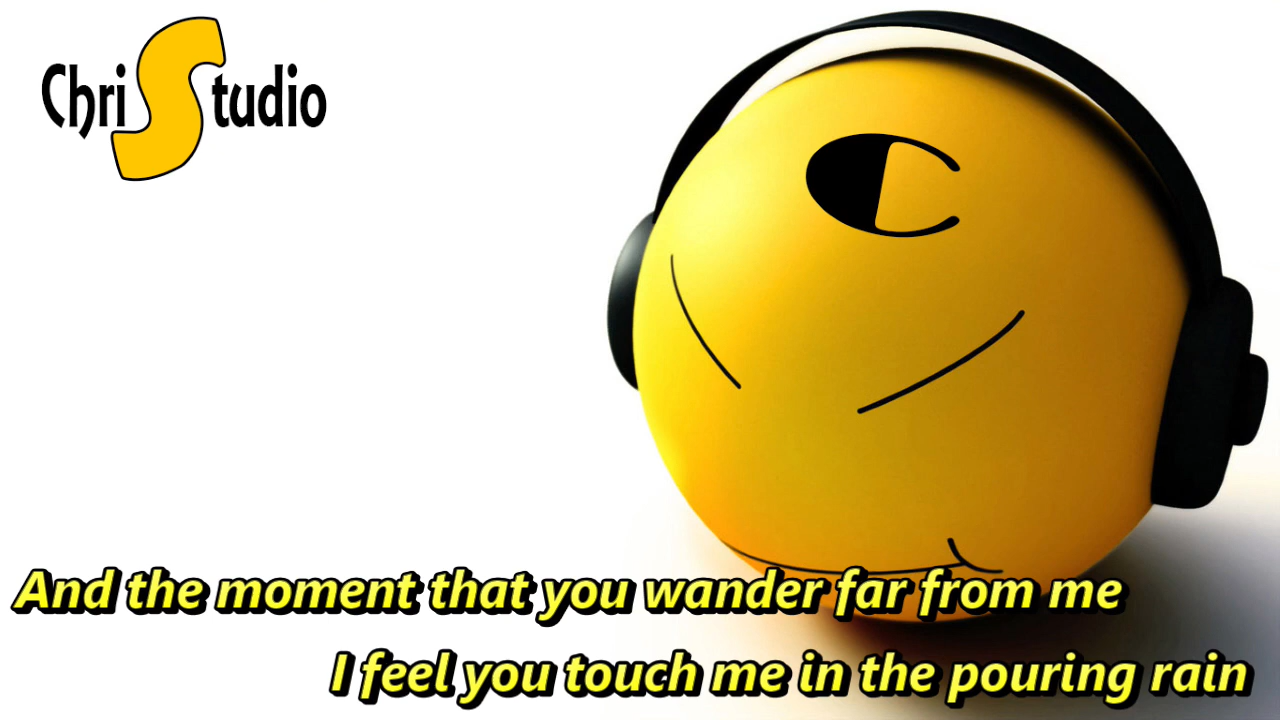 ChriStudio
And the moment that you wander far from me
I feel you touch me in the pouring rain